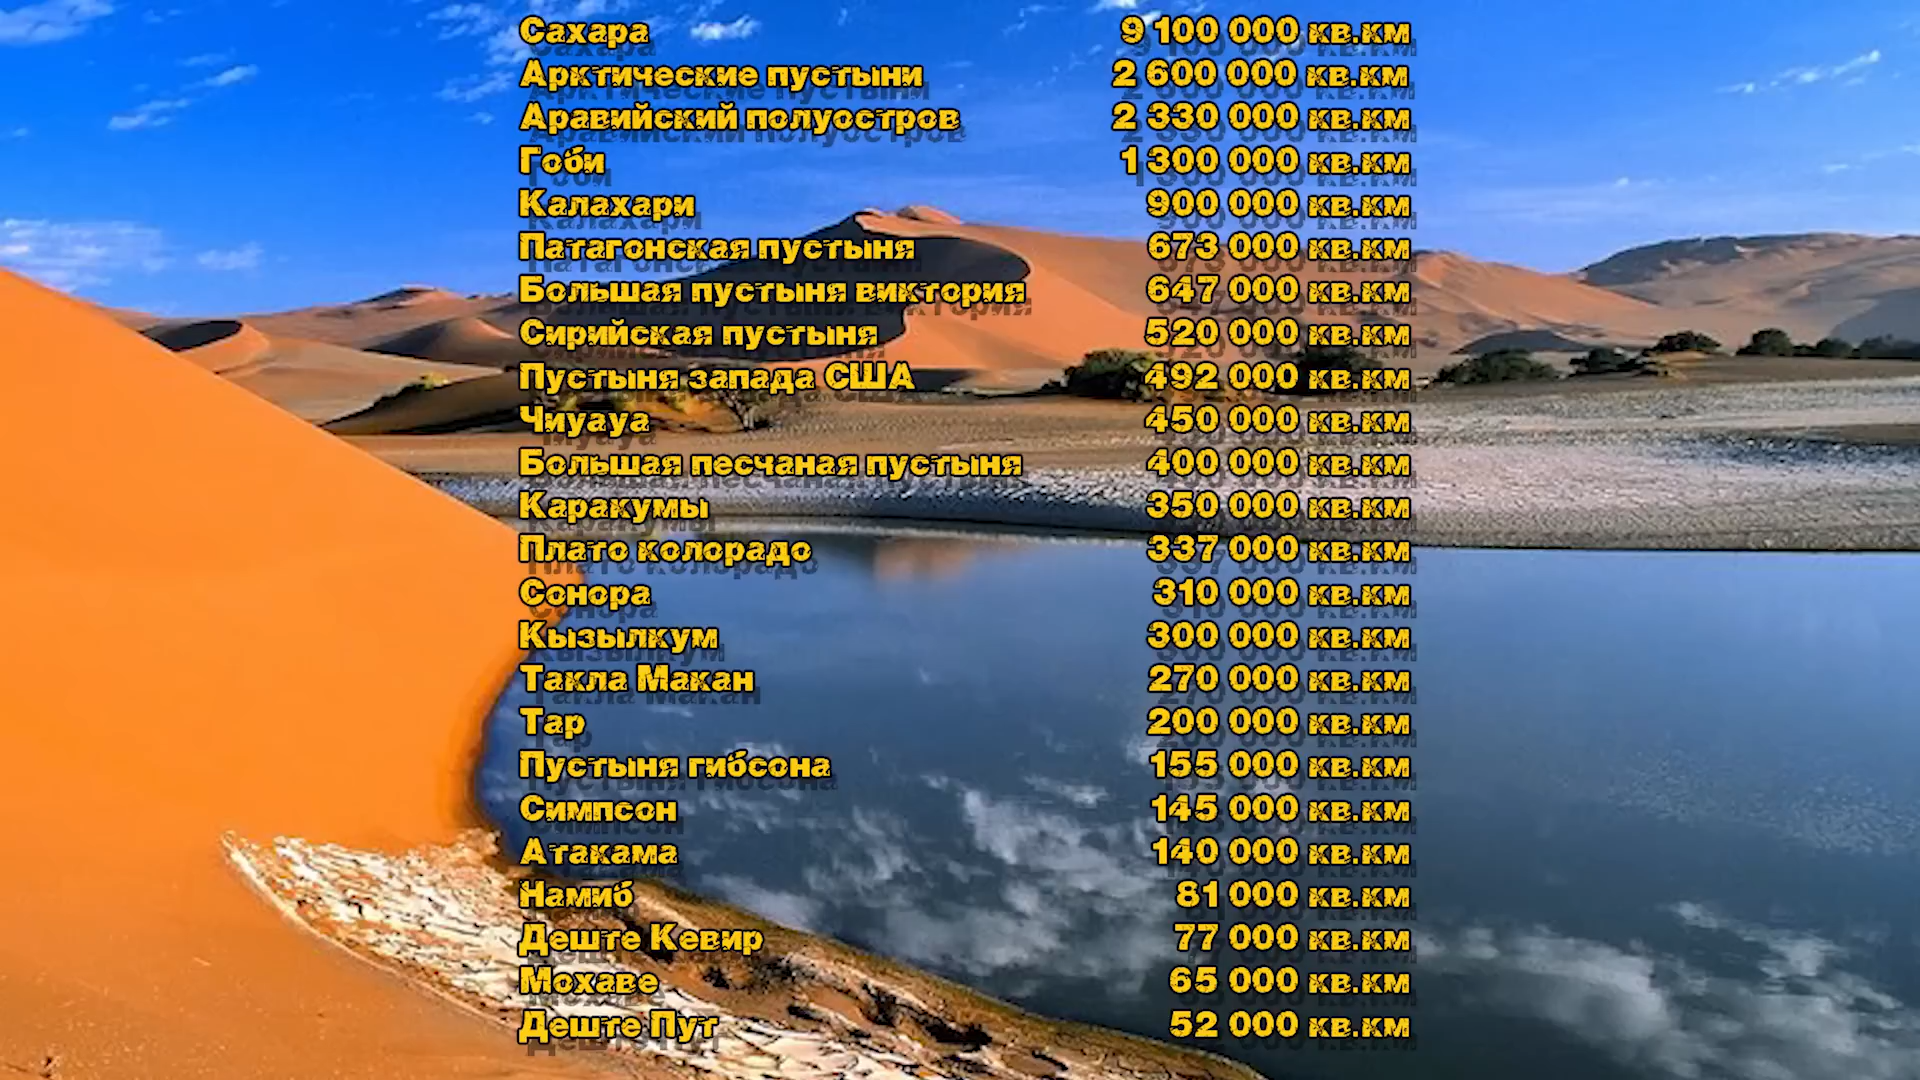 Сахара 9 100 000 кв.км
Арктические пустыни 2 600 000 кв.км
Аравийский полуостров 2 330 000 кв.км
Гоби 1 300 000 кв.км
Калахари 900 000 кв.км
Патагонская пустыня 673 000 кв.км
Большая пустыня виктория 647 000 кв.км
Сирийская пустыня 520 000 кв.км
Пустыня запада США 492 000 кв.км
Чиуауа 450 000 кв.км
Большая песчаная пустыня 400 000 кв.км
Каракумы 350 000 кв.км
Плато колорадо 337 000 кв.км
Сонора 310 000 кв.км
Кызылкум 300 000 кв.км
Такла Макан 270 000 кв.км
Тар 200 000 кв.км
Пустыня гибсона 155 000 кв.км
Симпсон 145 000 кв.км
Атакама 140 000 кв.км
Намиб 81 000 кв.км
Деште Кевир 77 000 кв.км
Мохаве 65 000 кв.км
Деште Пут 52 000 кв.км